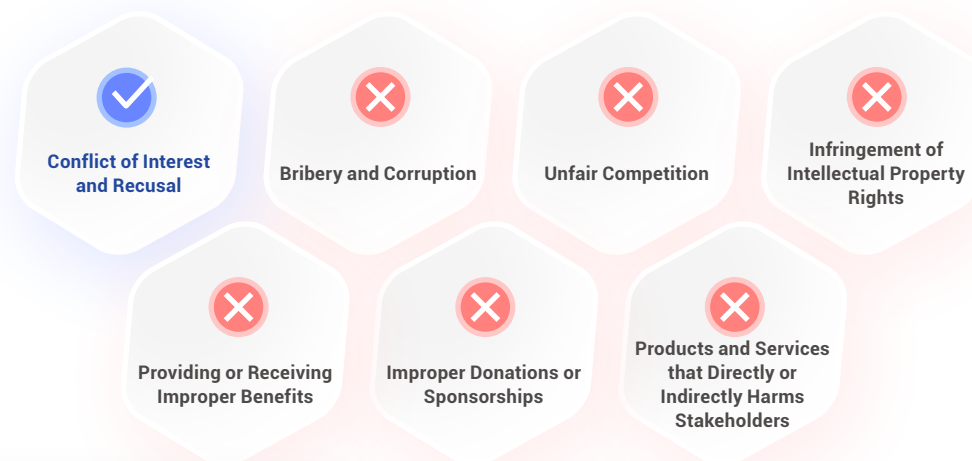 Conflict of Interest
and Recusal
Bribery and Corruption
Unfair Competition
Infringement of
Intellectual Property
Rights
Providing or Receiving
Improper Benefits
Improper Donations or
Sponsorships
Products and Services
that Directly or
Indirectly Harms
Stakeholders